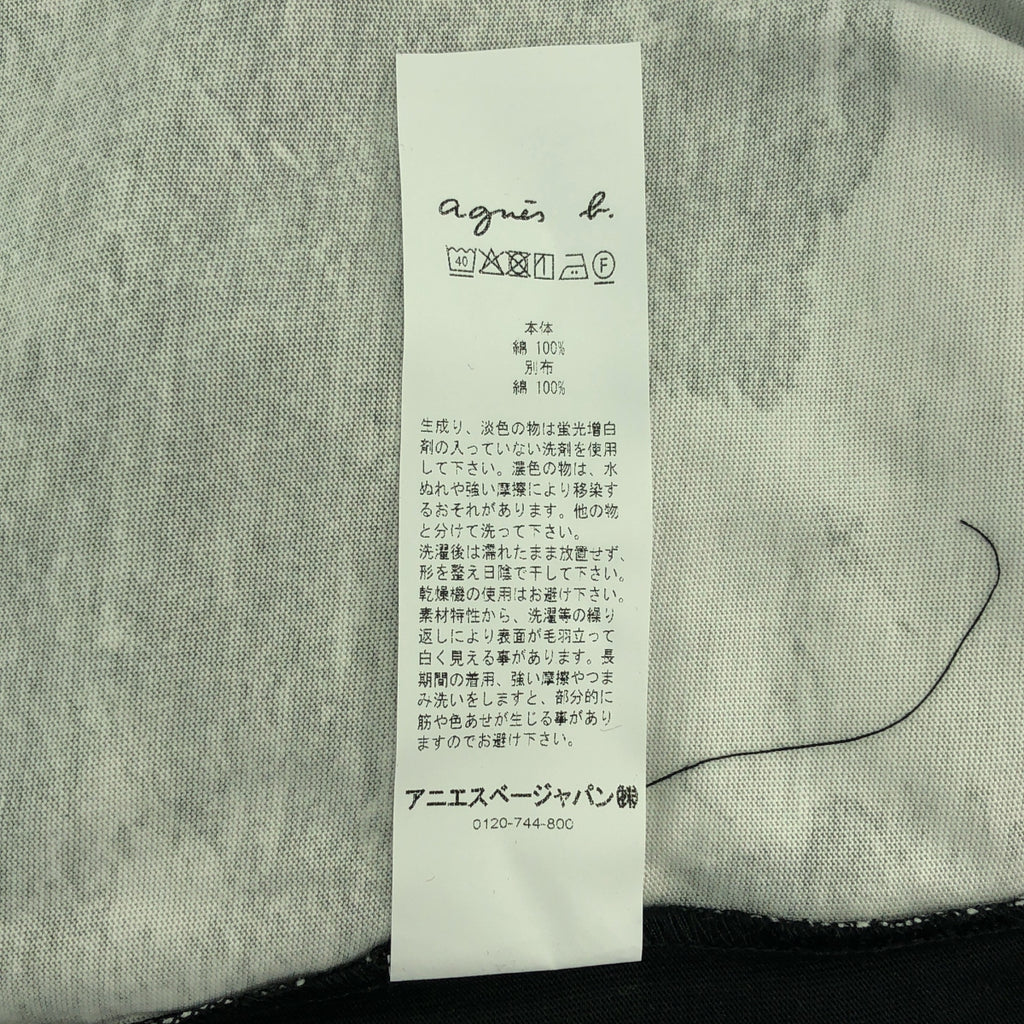 agnès b.
40 F
本体
綿 100%
別布
綿 100%
生成り、淡色の物は蛍光増白
剤の入っていない洗剤を使用
して下さい。濃色の物は、水
ぬれや強い摩擦により移染す
るおそれがあります。他の物
と分けて洗って下さい。
洗濯後は濡れたまま放置せず、
形を整え日陰で干して下さい。
乾燥機の使用はお避け下さい。
素材特性から、洗濯等の繰り
返しにより表面が毛羽立って
白く見える事があります。長
期間の着用、強い摩擦やつま
み洗いをしますと、部分的に
筋や色あせが生じる事があり
ますのでお避け下さい。
アニエスベージャパン㈱
0120-744-800